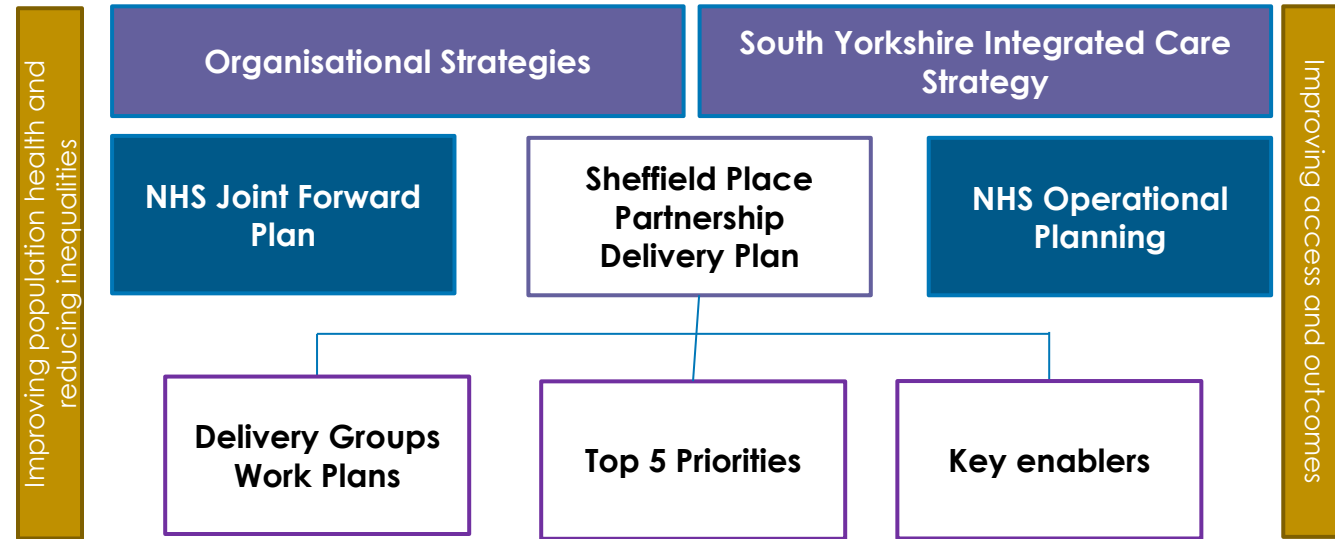 Improving population health and
reducing inequalities
Organisational Strategies
South Yorkshire Integrated Care
Strategy
NHS Joint Forward
Plan
Sheffield Place
Partnership
Delivery Plan
NHS Operational
Planning
Delivery Groups
Work Plans
Top 5 Priorities
Key enablers
Improving access and outcomes